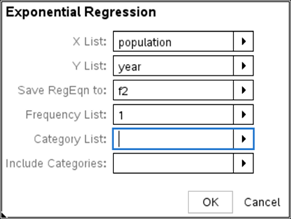 Exponential Regression
X List: population
Y List: year
Save RegEqn to: f2
Frequency List: 1
Category List:
Include Categories:
OK Cancel